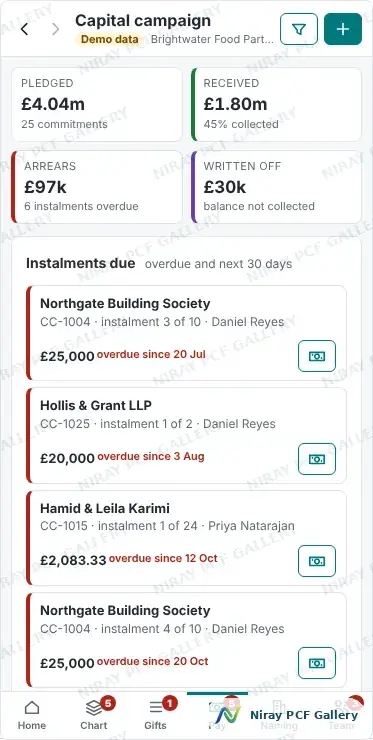 Capital campaign
Demo data Brightwater Food Part...
PLEDGED
£4.04m
25 commitments
RECEIVED
£1.80m
45% collected
ARREARS
£97k
6 instalments overdue
WRITTEN OFF
£30k
balance not collected
Instalments due overdue and next 30 days
Northgate Building Society
CC-1004 · instalment 3 of 10 · Daniel Reyes
£25,000 overdue since 20 Jul
Hollis & Grant LLP
CC-1025 · instalment 1 of 2 · Daniel Reyes
£20,000 overdue since 3 Aug
Hamid & Leila Karimi
CC-1015 · instalment 1 of 24 · Priya Natarajan
£2,083.33 overdue since 12 Oct
Northgate Building Society
CC-1004 · instalment 4 of 10 · Daniel Reyes
£25,000 overdue since 20 Oct
Home
Chart 5
Gifts 1
Team
Niray PCF Gallery
NIRAY PCF GALLERY